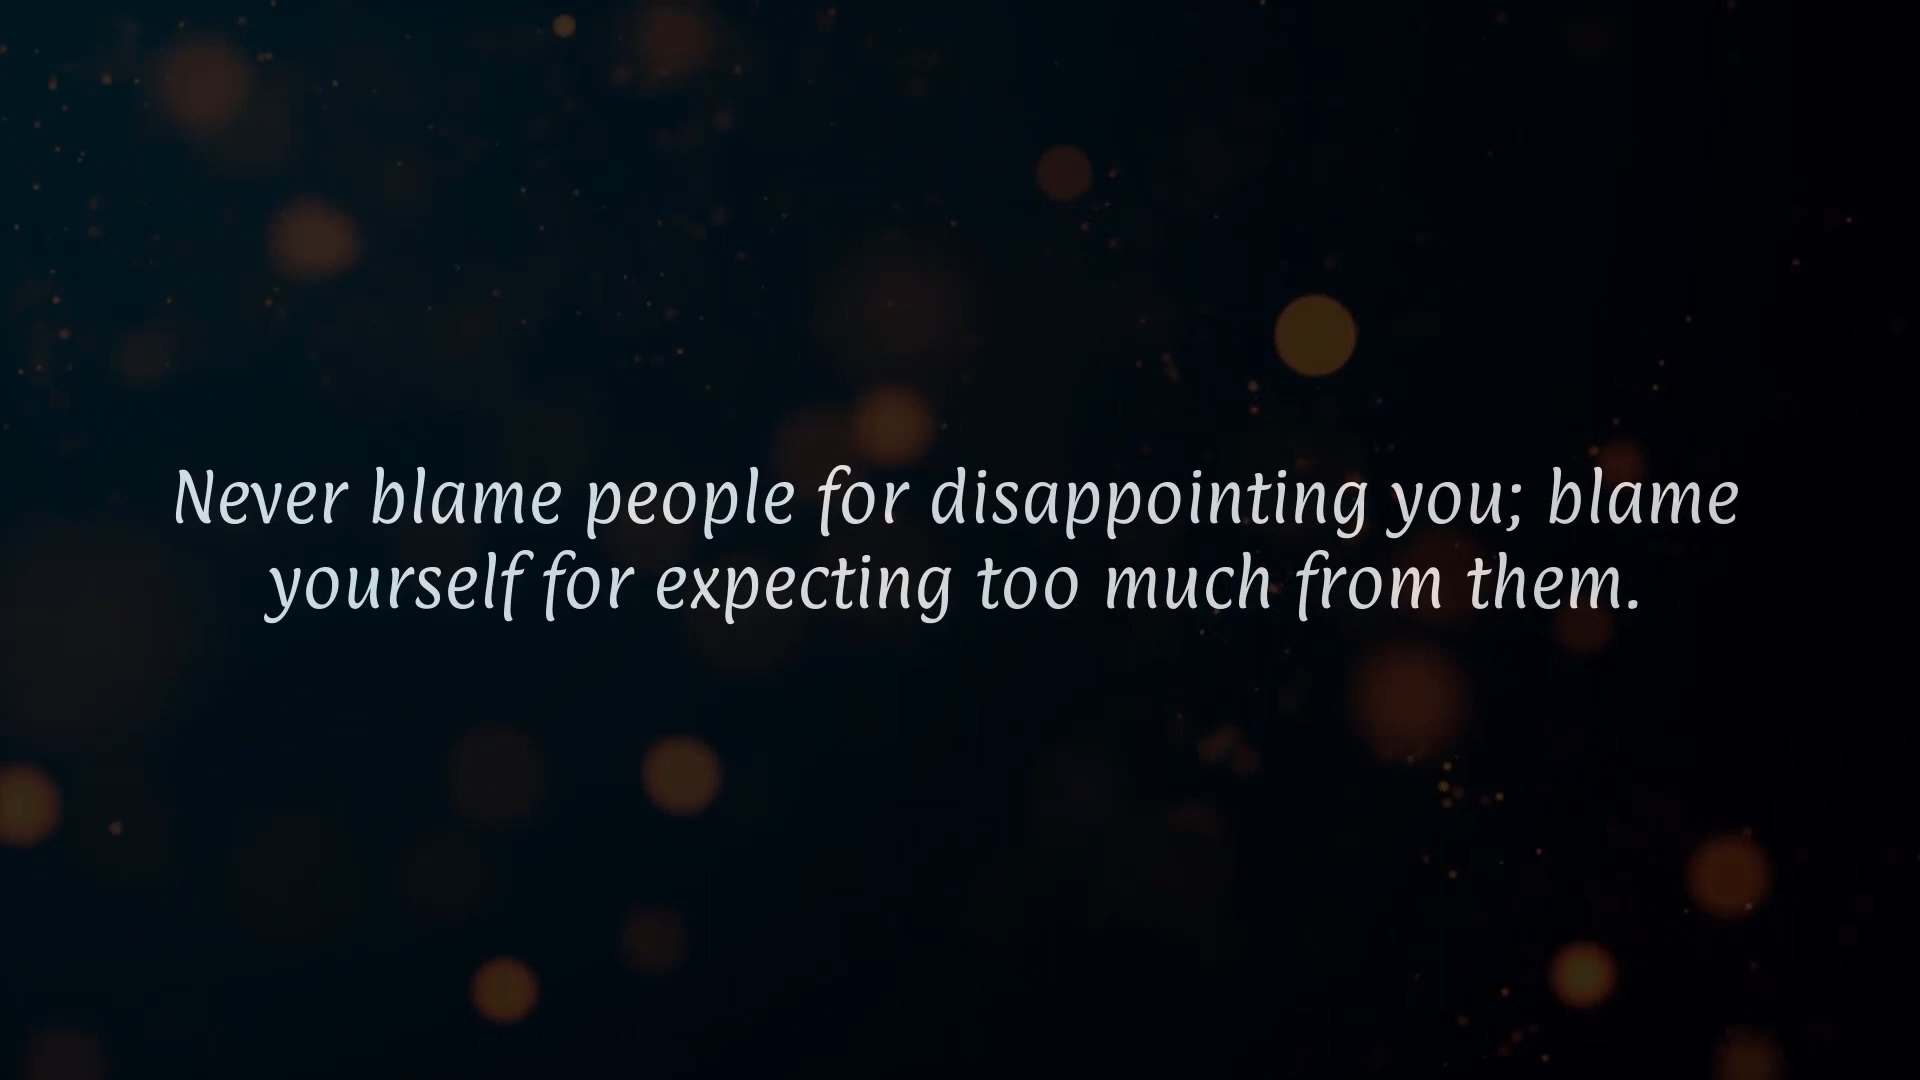 Never blame people for disappointing you; blame
yourself for expecting too much from them.